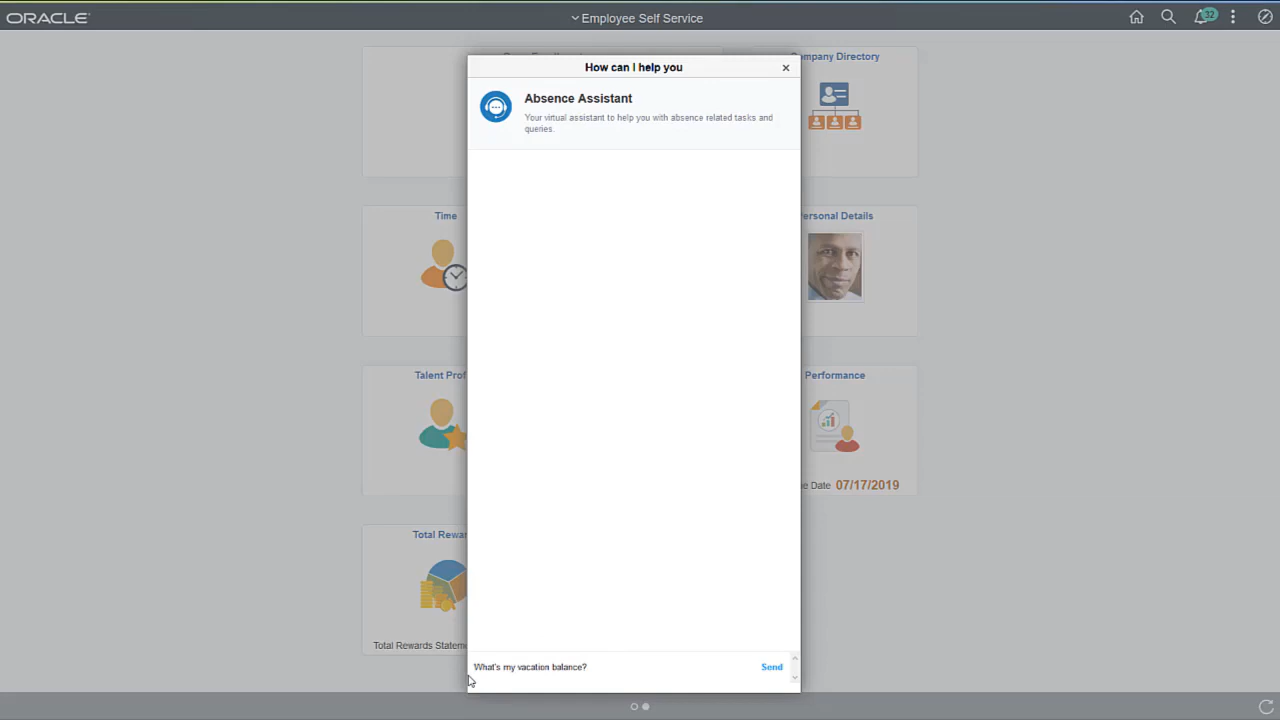 ORACLE
Employee Self Service
32
How can I help you
×
Company Directory
Absence Assistant
Your virtual assistant to help you with absence related tasks and
queries.
Time
Personal Details
Talent Prof
Performance
e Date 07/17/2019
Total Rewar
Total Rewards Statem
What's my vacation balance?
Send